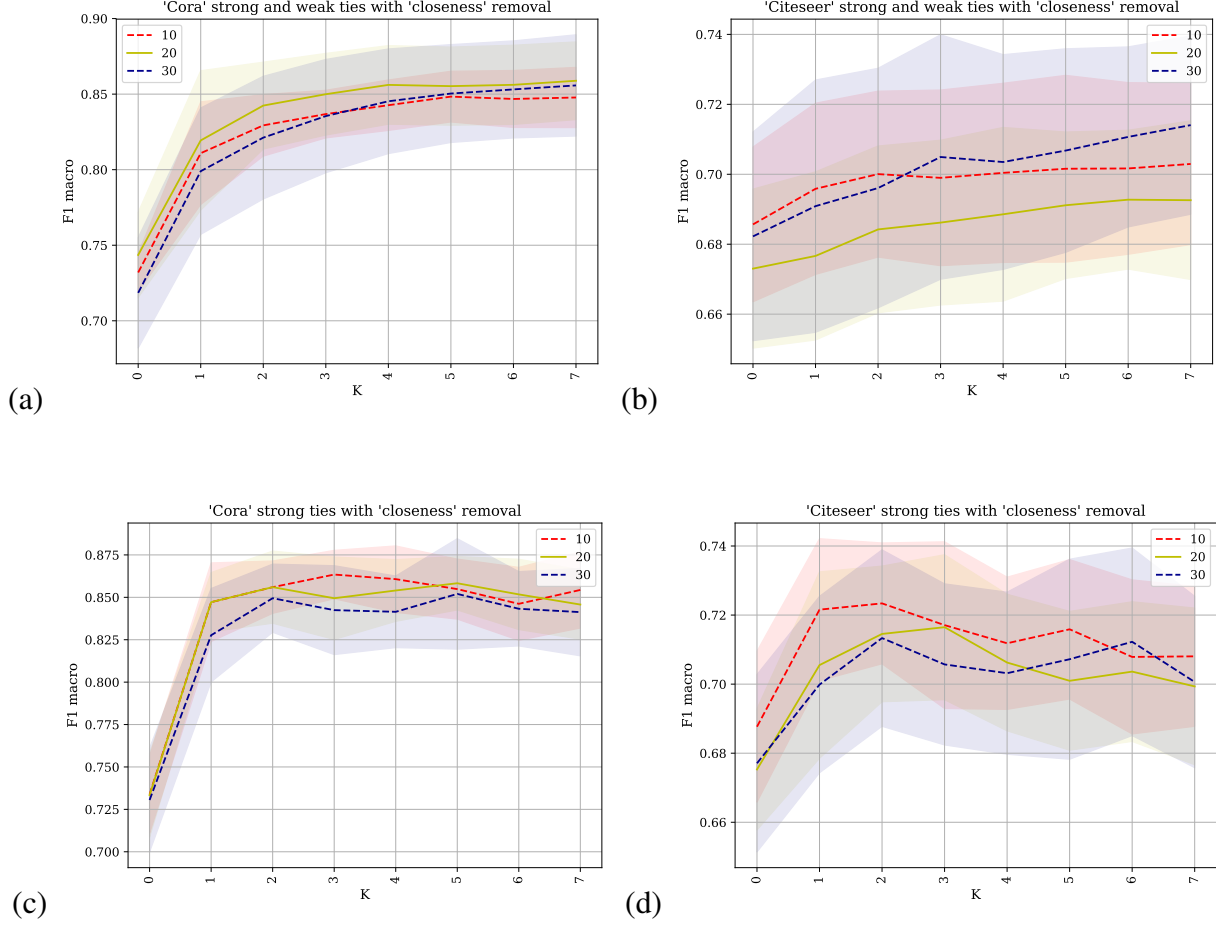 'Cora' strong and weak ties with 'closeness' removal
0.90
0.85
0.80
0.75
0.70
F1 macro
10
20
30
0 1 2 3 4 5 6 7
K
(a)
'Citeseer' strong and weak ties with 'closeness' removal
0.74
0.72
0.70
0.68
0.66
F1 macro
10
20
30
0 1 2 3 4 5 6 7
K
(b)
'Cora' strong ties with 'closeness' removal
0.875
0.850
0.825
0.800
0.775
0.750
0.725
0.700
F1 macro
10
20
30
0 1 2 3 4 5 6 7
K
(c)
'Citeseer' strong ties with 'closeness' removal
0.74
0.72
0.70
0.68
0.66
F1 macro
10
20
30
0 1 2 3 4 5 6 7
K
(d)